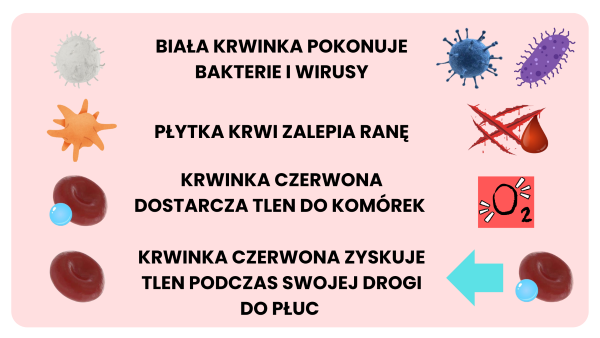 BIAŁA KRWINKA POKONUJE
BAKTERIE I WIRUSY
PŁYTKA KRWI ZALEPIA RANĘ
KRWINKA CZERWONA
DOSTARCZA TLEN DO KOMÓREK
O2
KRWINKA CZERWONA ZYSKUJE
TLEN PODCZAS SWOJEJ DROGI
DO PŁUC